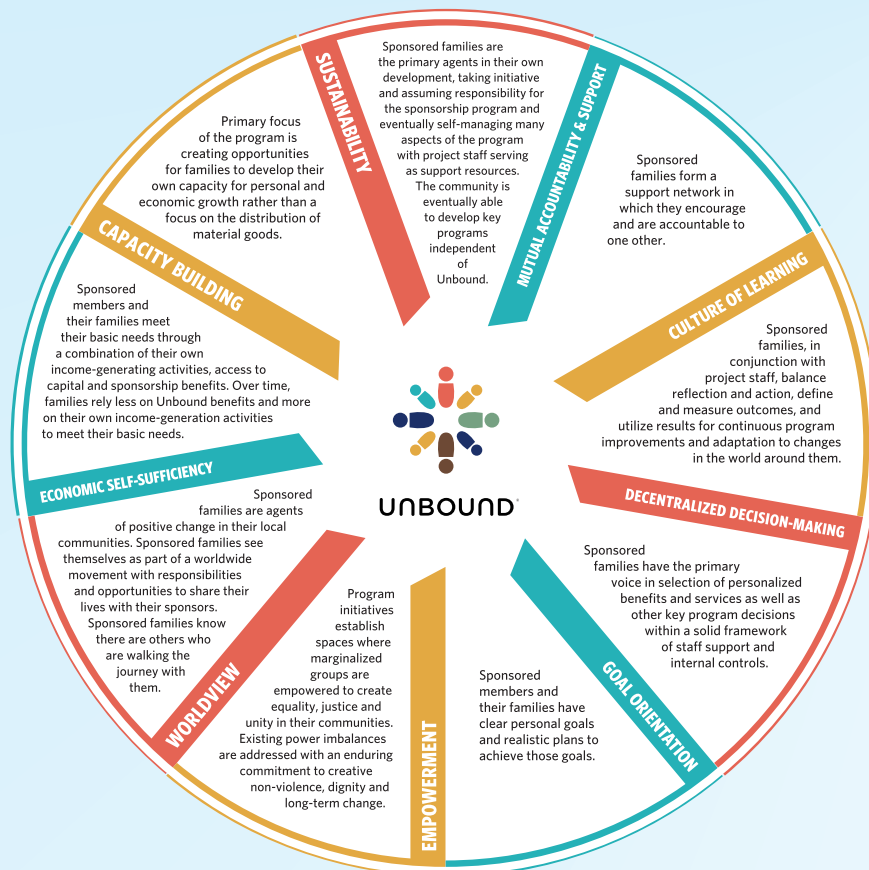 SUSTAINABILITY
Sponsored families are
the primary agents in their own
development, taking initiative
and assuming responsibility for
the sponsorship program and
eventually self-managing many
aspects of the program
with project staff serving
as support resources.
The community is
eventually able
to develop key
programs
independent
of
Unbound.
MUTUAL ACCOUNTABILITY & SUPPORT
Sponsored
families form a
support network in
which they encourage
and are accountable to
one other.
CULTURE OF LEARNING
Sponsored
families, in
conjunction with
project staff, balance
reflection and action, define
and measure outcomes, and
utilize results for continuous program
improvements and adaptation to changes
in the world around them.
DECENTRALIZED DECISION-MAKING
Sponsored
families have the primary
voice in selection of personalized
benefits and services as well as
other key program decisions
within a solid framework
of staff support and
internal controls.
GOAL ORIENTATION
Sponsored
members and
their families have
clear personal goals
and realistic plans to
achieve those goals.
EMPOWERMENT
Program
initiatives
establish
spaces where
marginalized
groups are
empowered to create
equality, justice and
unity in their communities.
Existing power imbalances
are addressed with an enduring
commitment to creative
non-violence, dignity and
long-term change.
WORLDVIEW
Sponsored
families are agents
of positive change in their local
communities. Sponsored families see
themselves as part of a worldwide
movement with responsibilities
and opportunities to share their
lives with their sponsors.
Sponsored families know
there are others who
are walking the
journey with
them.
ECONOMIC SELF-SUFFICIENCY
Sponsored
members and
their families meet
their basic needs through
a combination of their own
income-generating activities, access to
capital and sponsorship benefits. Over time,
families rely less on Unbound benefits and more
on their own income-generation activities
to meet their basic needs.
CAPACITY BUILDING
Primary focus
of the program is
creating opportunities
for families to develop their
own capacity for personal and
economic growth rather than a
focus on the distribution of
material goods.
UNBOUND®